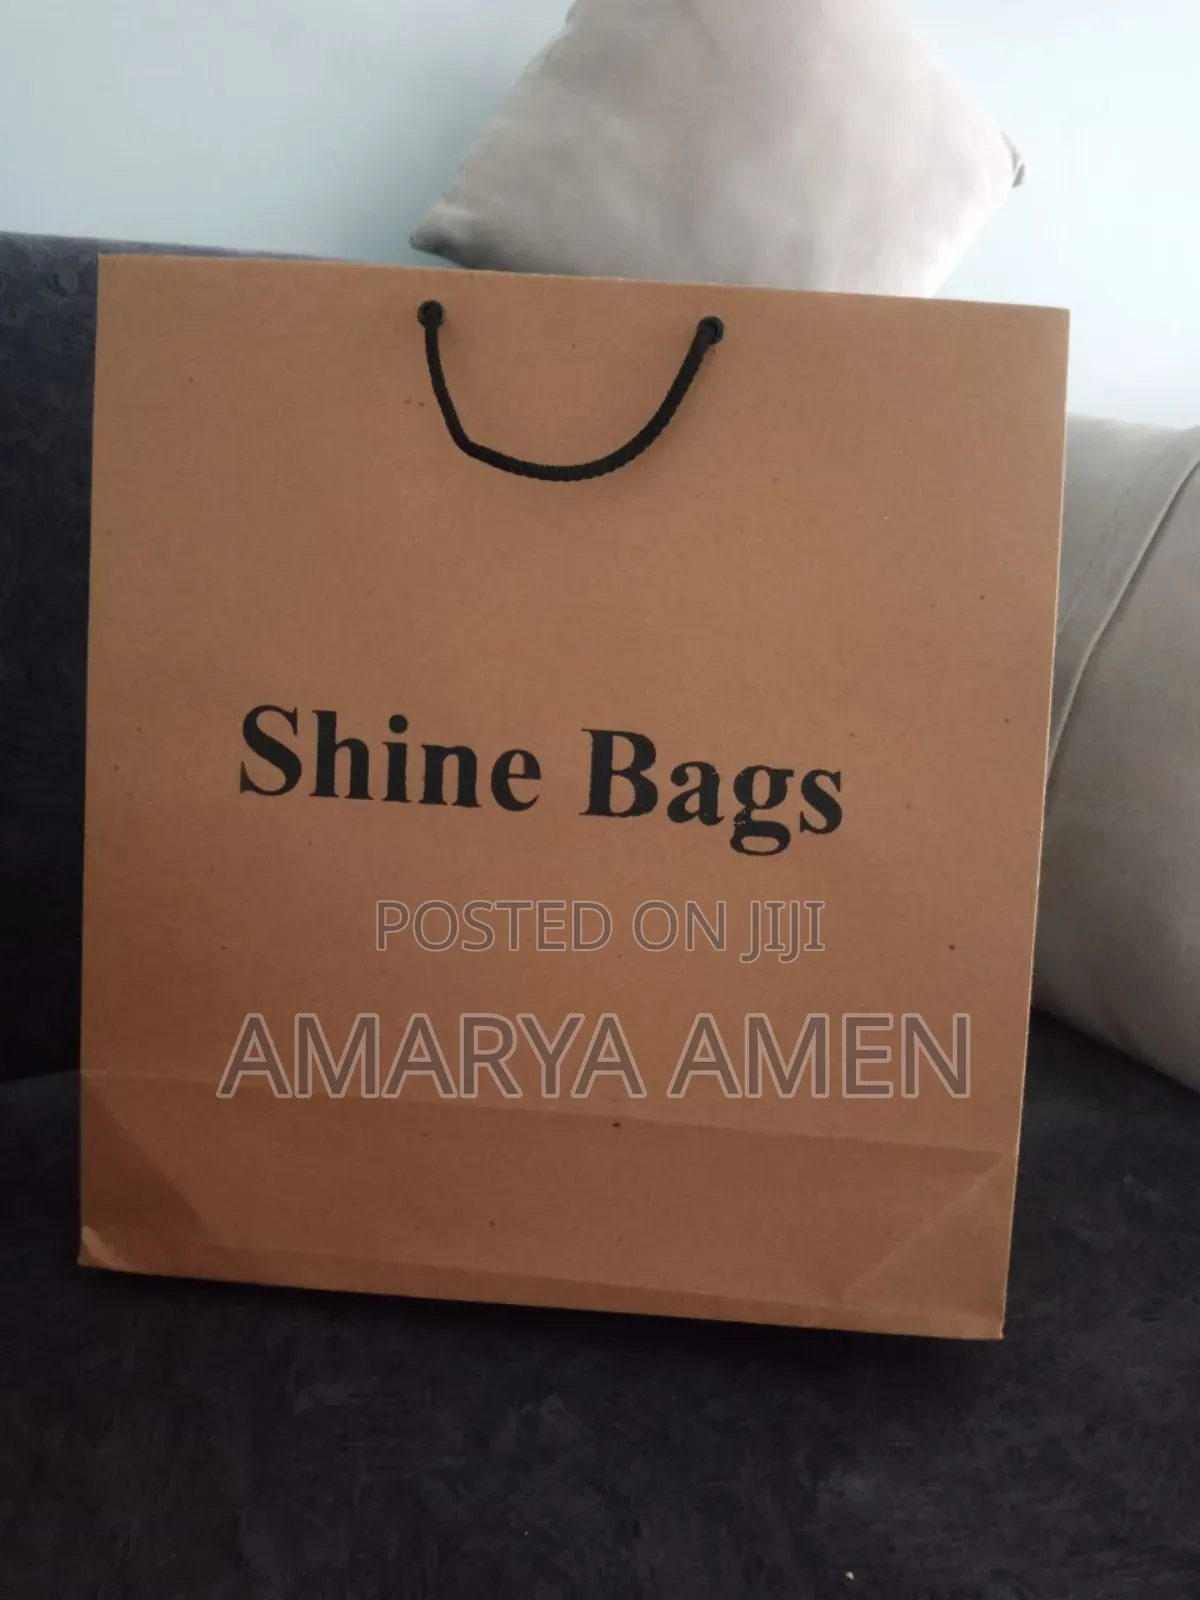 Shine Bags
POSTED ON JIJI
AMARYA AMEN